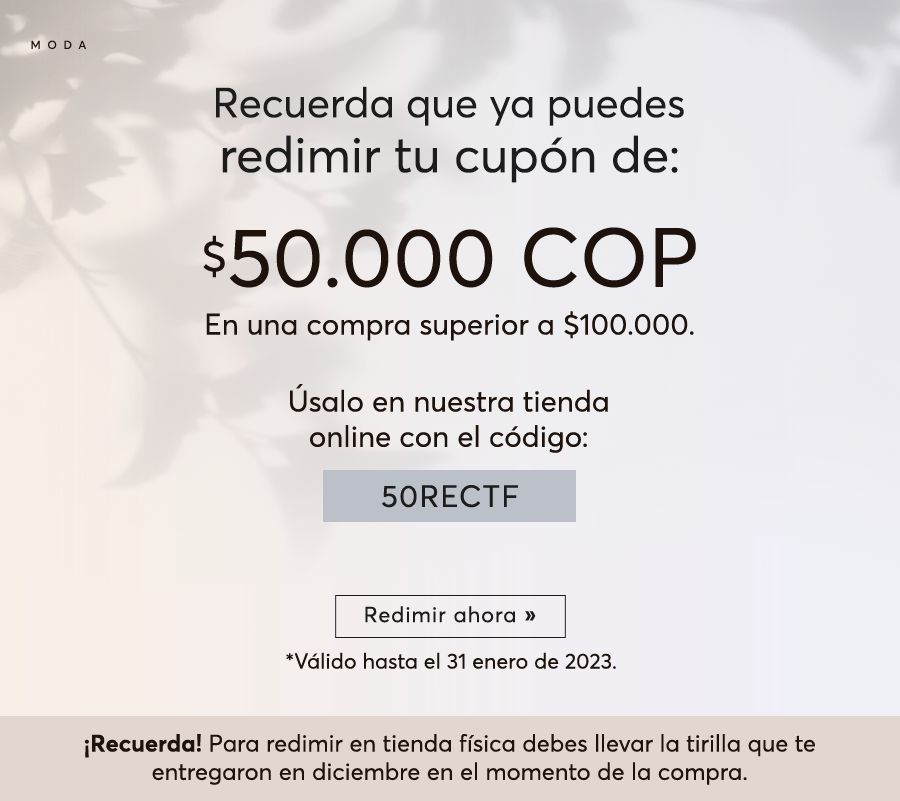 MODA
Recuerda que ya puedes
redimir tu cupón de:
$50.000 COP
En una compra superior a $100.000.
Úsalo en nuestra tienda
online con el código:
50RECTF
Redimir ahora »
*Válido hasta el 31 enero de 2023.
¡Recuerda! Para redimir en tienda física debes llevar la tirilla que te
entregaron en diciembre en el momento de la compra.